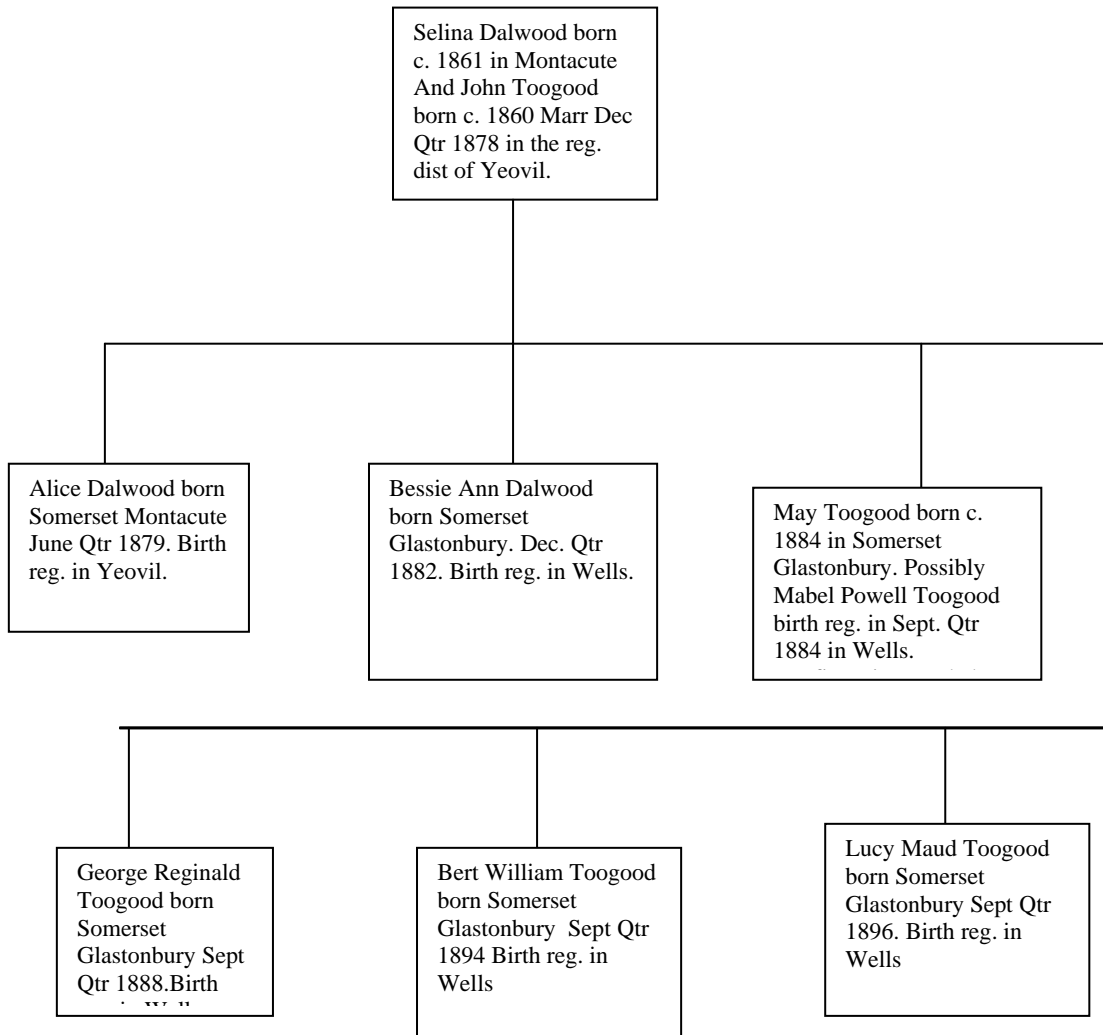 Selina Dalwood born
c. 1861 in Montacute
And John Toogood
born c. 1860 Marr Dec
Qtr 1878 in the reg.
dist of Yeovil.
Alice Dalwood born
Somerset Montacute
June Qtr 1879. Birth
reg. in Yeovil.
Bessie Ann Dalwood
born Somerset
Glastonbury. Dec. Qtr
1882. Birth reg. in Wells.
May Toogood born c.
1884 in Somerset
Glastonbury. Possibly
Mabel Powell Toogood
birth reg. in Sept. Qtr
1884 in Wells.
George Reginald
Toogood born
Somerset
Glastonbury Sept
Qtr 1888.Birth
Bert William Toogood
born Somerset
Glastonbury  Sept Qtr
1894 Birth reg. in
Wells
Lucy Maud Toogood
born Somerset
Glastonbury Sept Qtr
1896. Birth reg. in
Wells